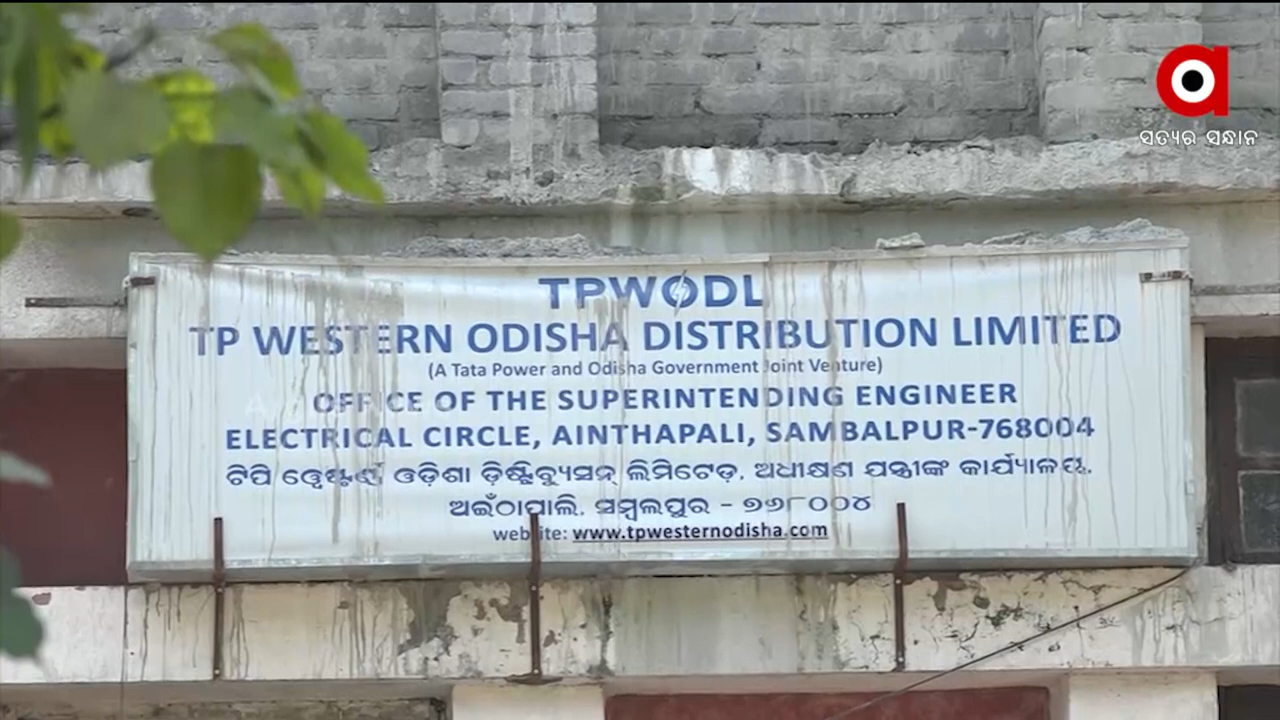 ସତ୍ୟର ସନ୍ଧାନ
TPWODL
TP WESTERN ODISHA DISTRIBUTION LIMITED
(A Tata Power and Odisha Government Joint Venture)
OFFICE OF THE SUPERINTENDING ENGINEER
ELECTRICAL CIRCLE, AINTHAPALI, SAMBALPUR-768004
ଟିପି ୱେଷ୍ଟର୍ଣ୍ଣ ଓଡ଼ିଶା ଡ଼ିଷ୍ଟ୍ରିବ୍ୟୁସନ୍ ଲିମିଟେଡ଼, ଅଧୀକ୍ଷଣ ଯନ୍ତ୍ରୀଙ୍କ କାର୍ଯ୍ୟାଳୟ,
ଅଇଁଠାପାଲି, ସମ୍ବଲପୁର - ୭୬୮୦୦୪
website: www.tpwesternodisha.com